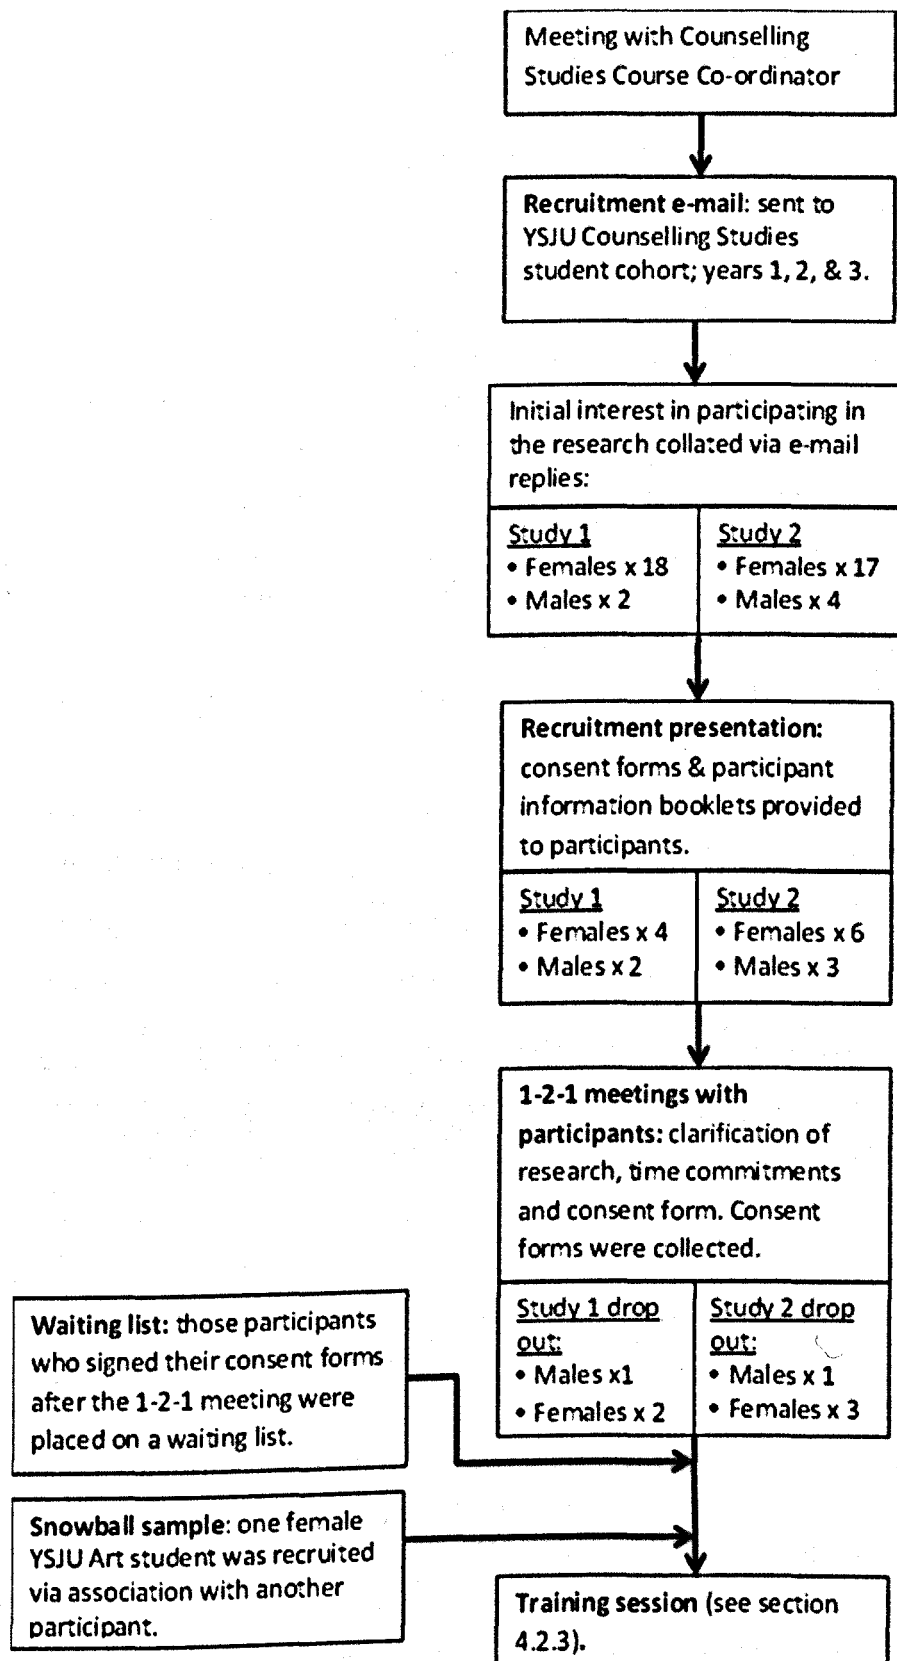 Meeting with Counselling
Studies Course Co-ordinator
Recruitment e-mail: sent to
YSJU Counselling Studies
student cohort; years 1, 2, & 3.
Initial interest in participating in
the research collated via e-mail
replies:
Study 1
• Females x 18
• Males x 2
Study 2
• Females x 17
• Males x 4
Recruitment presentation:
consent forms & participant
information booklets provided
to participants.
Study 1
• Females x 4
• Males x 2
Study 2
• Females x 6
• Males x 3
1-2-1 meetings with
participants: clarification of
research, time commitments
and consent form. Consent
forms were collected.
Study 1 drop
out:
• Males x1
• Females x 2
Study 2 drop
out:
• Males x 1
• Females x 3
Waiting list: those participants
who signed their consent forms
after the 1-2-1 meeting were
placed on a waiting list.
Snowball sample: one female
YSJU Art student was recruited
via association with another
participant.
Training session (see section
4.2.3).